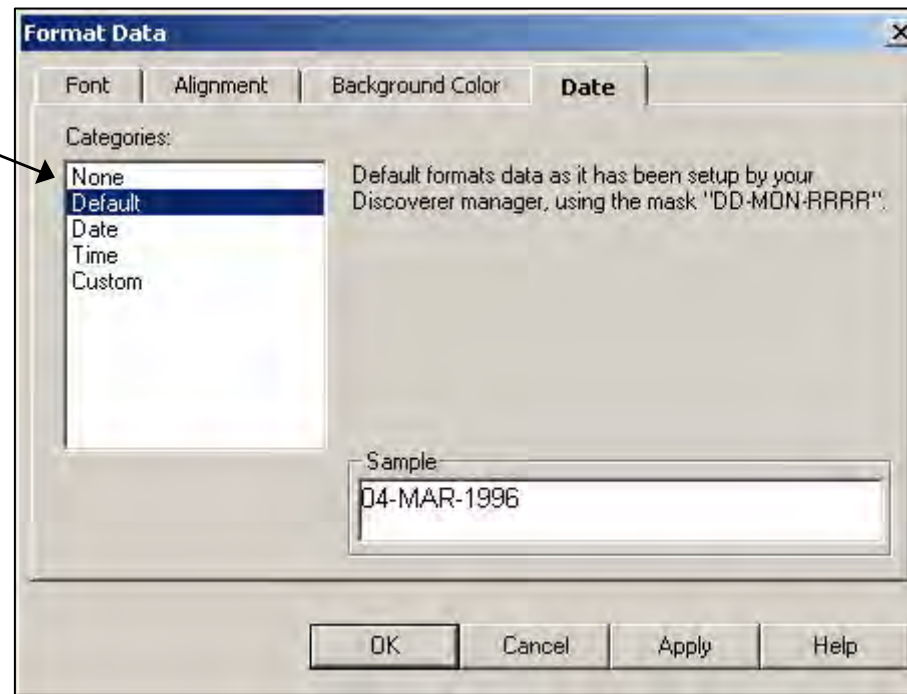 Format Data
Font Alignment Background Color Date
Categories:
None
Default
Date
Time
Custom
Default formats data as it has been setup by your
Discoverer manager, using the mask "DD-MON-RRRR".
Sample
04-MAR-1996
OK Cancel Apply Help